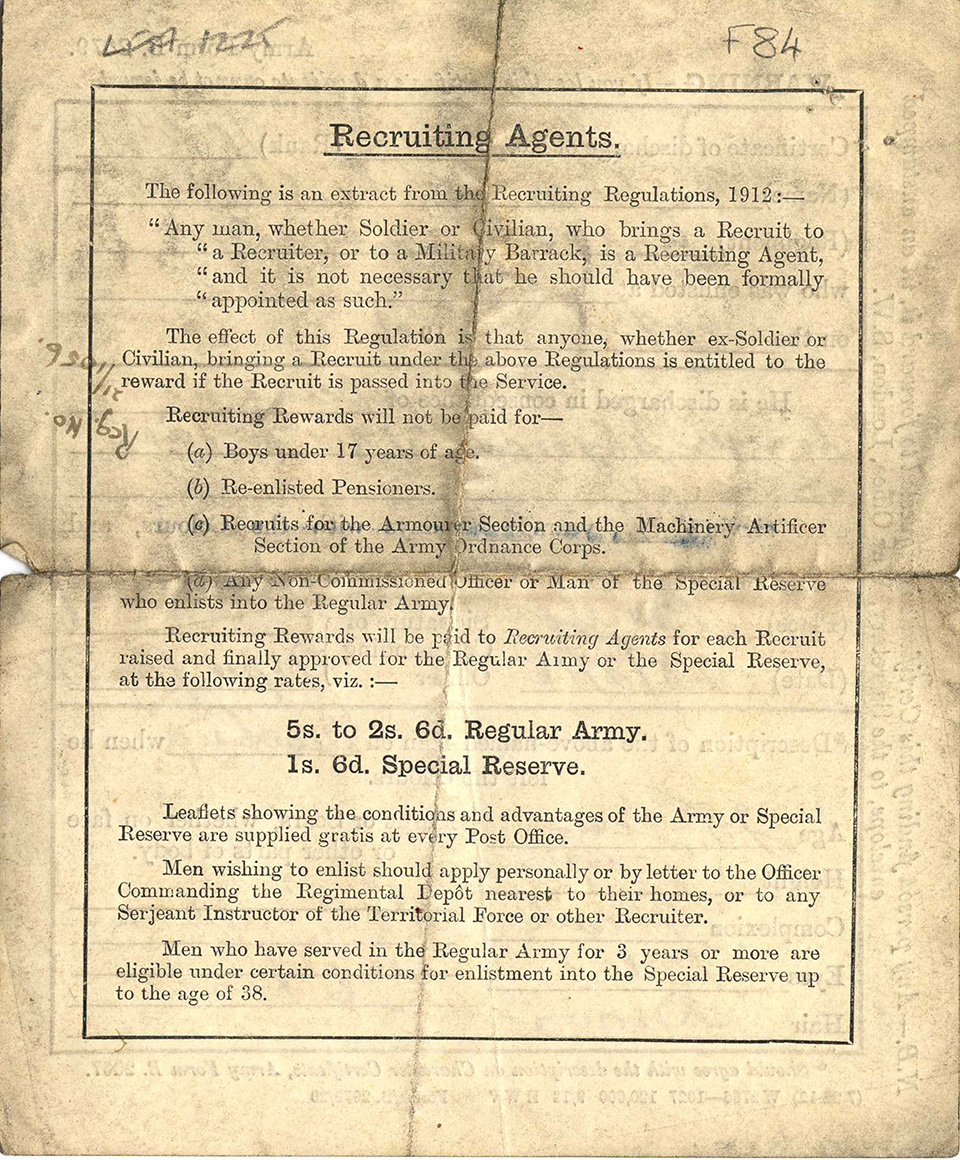 F84
Recruiting Agents.
The following is an extract from the Recruiting Regulations, 1912:—
“Any man, whether Soldier or Civilian, who brings a Recruit to
“a Recruiter, or to a Military Barrack, is a Recruiting Agent,
“and it is not necessary that he should have been formally
“appointed as such.”
The effect of this Regulation is that anyone, whether ex-Soldier or
Civilian, bringing a Recruit under the above Regulations is entitled to the
reward if the Recruit is passed into the Service.
Recruiting Rewards will not be paid for—
(a) Boys under 17 years of age.
(b) Re-enlisted Pensioners.
(c) Recruits for the Armourer Section and the Machinery Artificer
Section of the Army Ordnance Corps.
(d) Any Non-Commissioned Officer or Man of the Special Reserve
who enlists into the Regular Army.
Recruiting Rewards will be paid to Recruiting Agents for each Recruit
raised and finally approved for the Regular Army or the Special Reserve,
at the following rates, viz. :—
5s. to 2s. 6d. Regular Army.
1s. 6d. Special Reserve.
Leaflets showing the conditions and advantages of the Army or Special
Reserve are supplied gratis at every Post Office.
Men wishing to enlist should apply personally or by letter to the Officer
Commanding the Regimental Depôt nearest to their homes, or to any
Serjeant Instructor of the Territorial Force or other Recruiter.
Men who have served in the Regular Army for 3 years or more are
eligible under certain conditions for enlistment into the Special Reserve up
to the age of 38.
Reg. No.